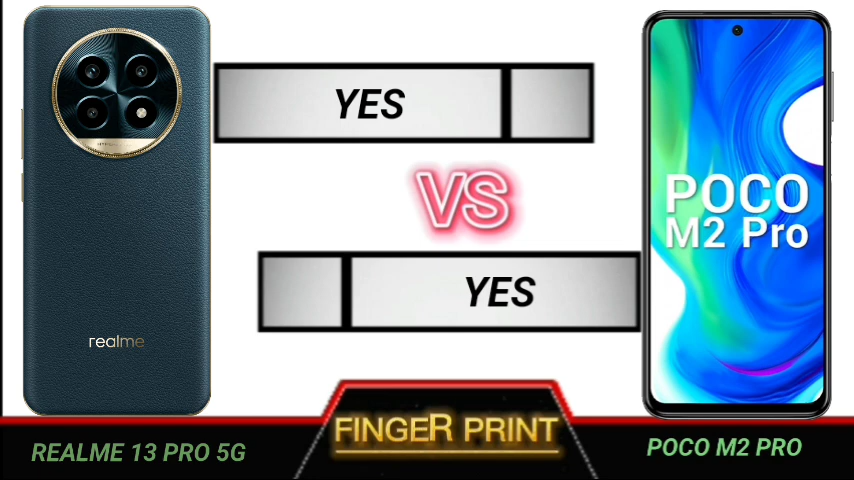 YES
VS
YES
realme
POCO
M2 Pro
FINGER PRINT
REALME 13 PRO 5G
POCO M2 PRO